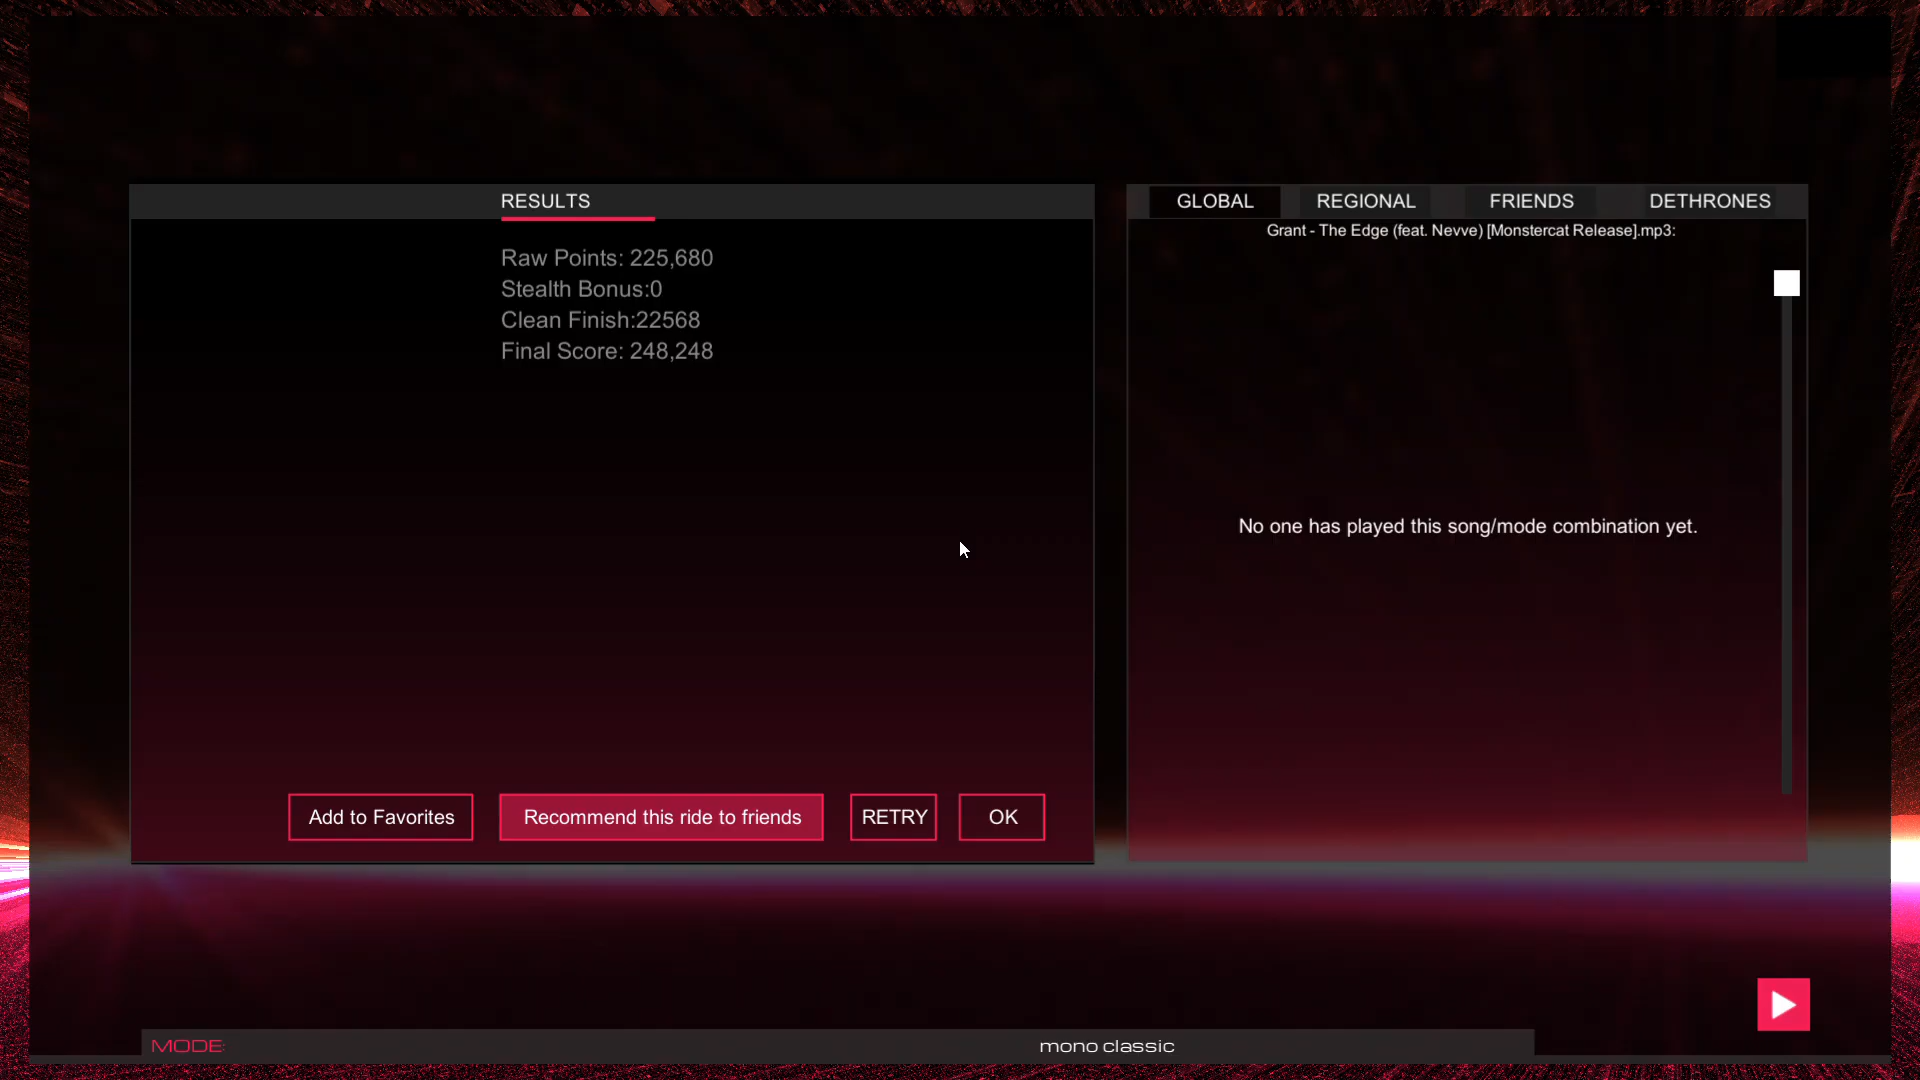 RESULTS
Raw Points: 225,680
Stealth Bonus:0
Clean Finish:22568
Final Score: 248,248
Add to Favorites
Recommend this ride to friends
RETRY
OK
GLOBAL REGIONAL FRIENDS DETHRONES
Grant - The Edge (feat. Nevve) [Monstercat Release].mp3:
No one has played this song/mode combination yet.
MODE: mono classic